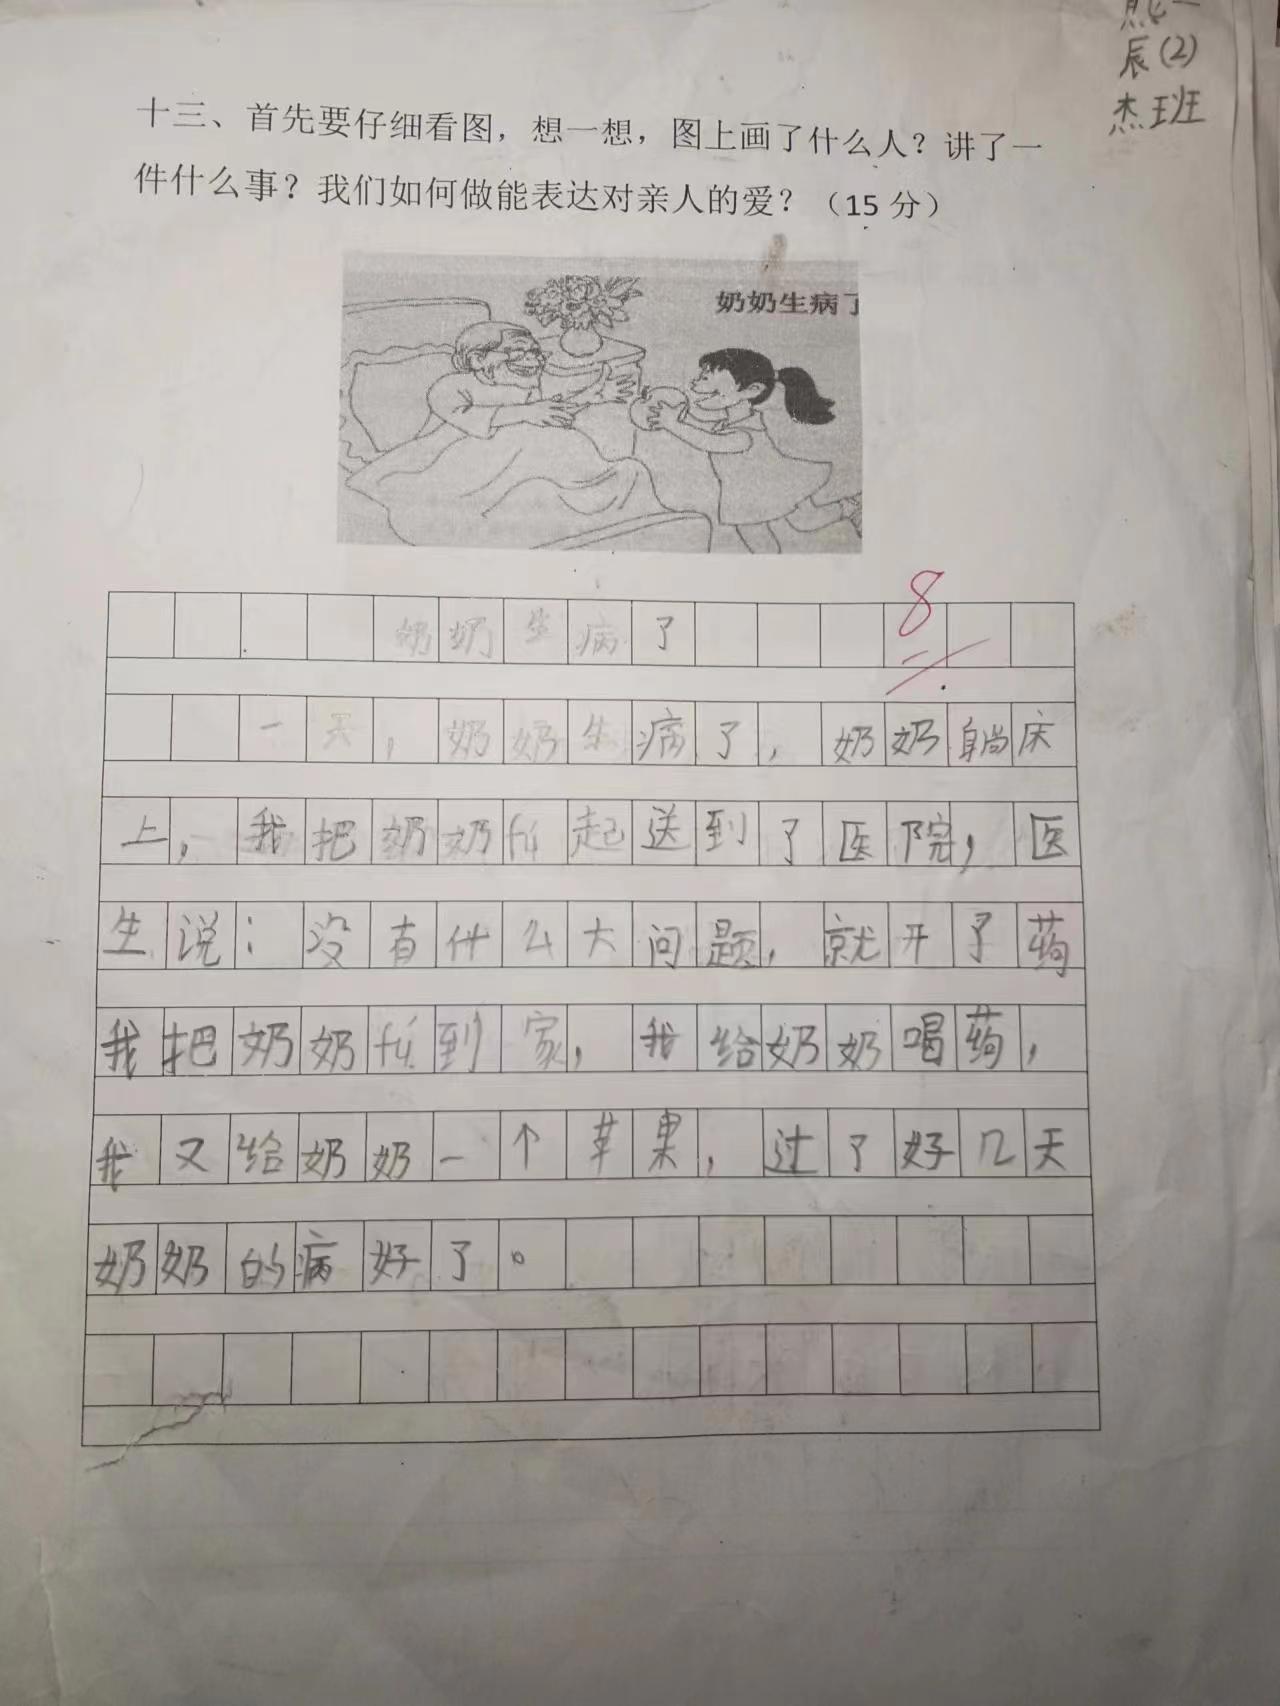 辰(2)
杰 班
十三、首先要仔细看图，想一想，图上画了什么人？讲了一
件什么事？我们如何做能表达对亲人的爱？（15 分）
奶奶生病了
8
奶奶生病了
一天，奶奶生病了，奶奶躺床
上，我把奶奶fú起送到了医院，医
生说：没有什么大问题，就开了药
我把奶奶fú到家，我给奶奶喝药，
我又给奶奶一个苹果，过了好几天
奶奶的病好了。